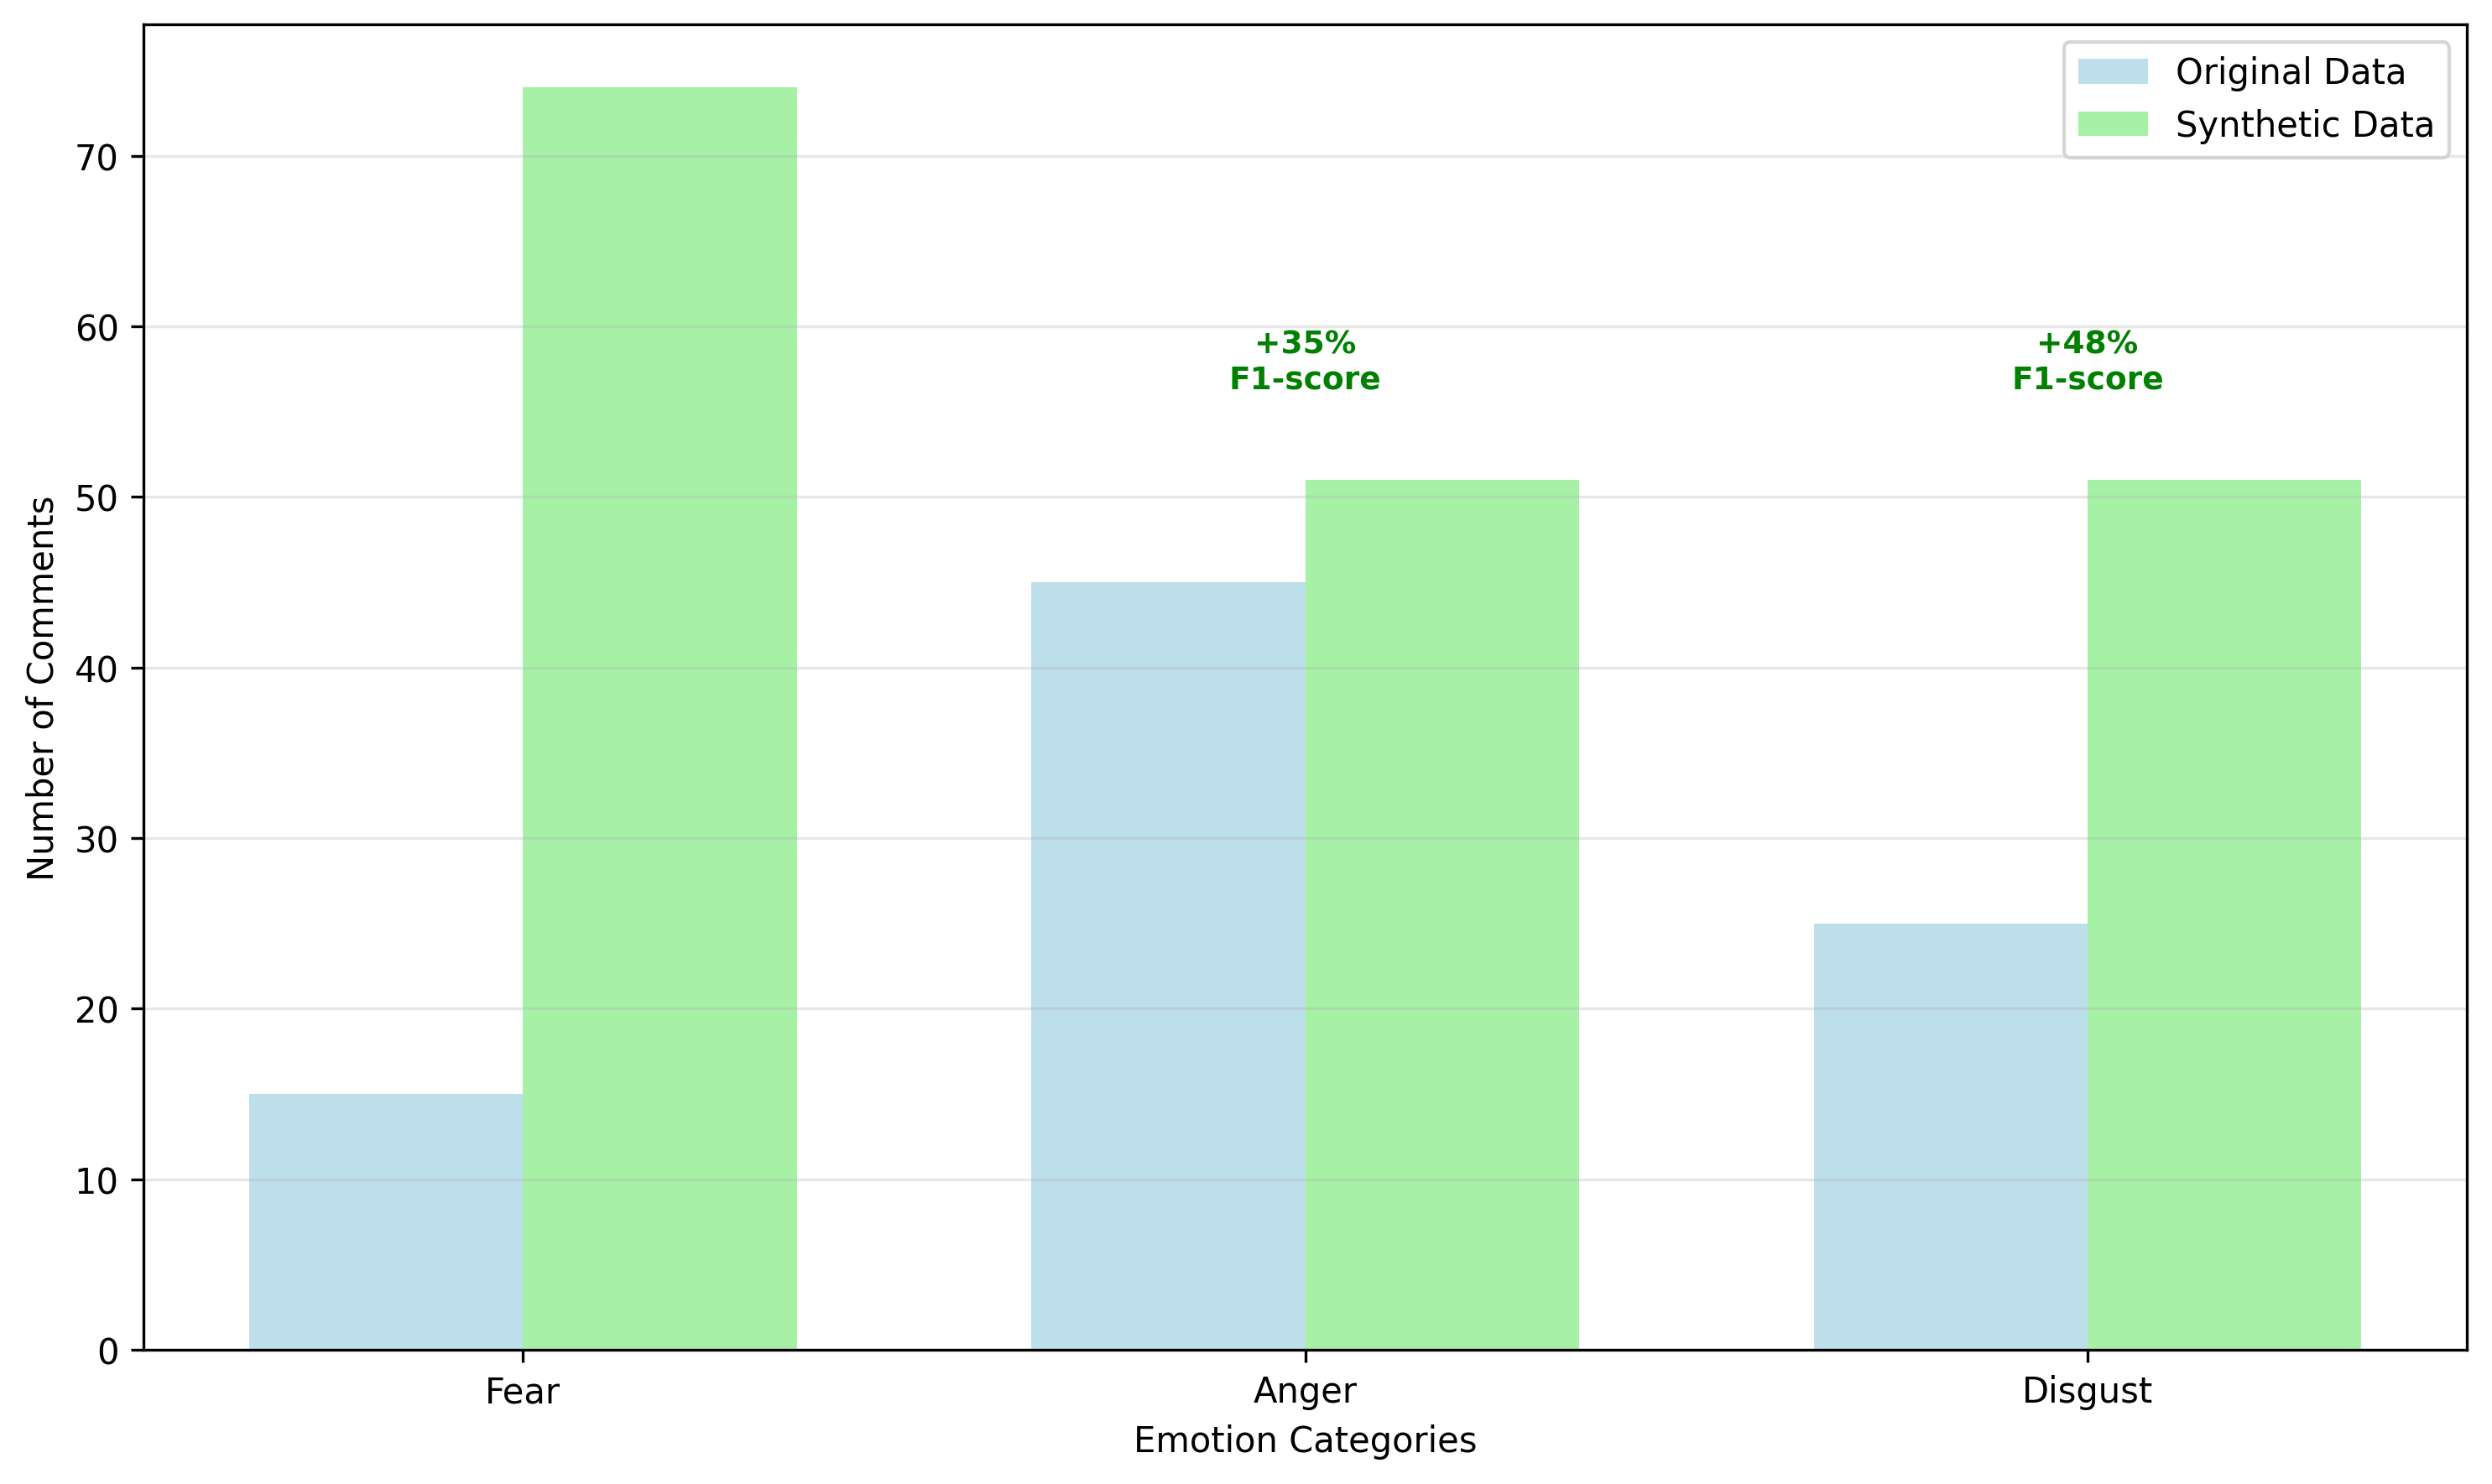 Original Data
Synthetic Data
70
60
50
40
30
20
10
0
Number of Comments
+35%
F1-score
+48%
F1-score
Fear
Anger
Disgust
Emotion Categories